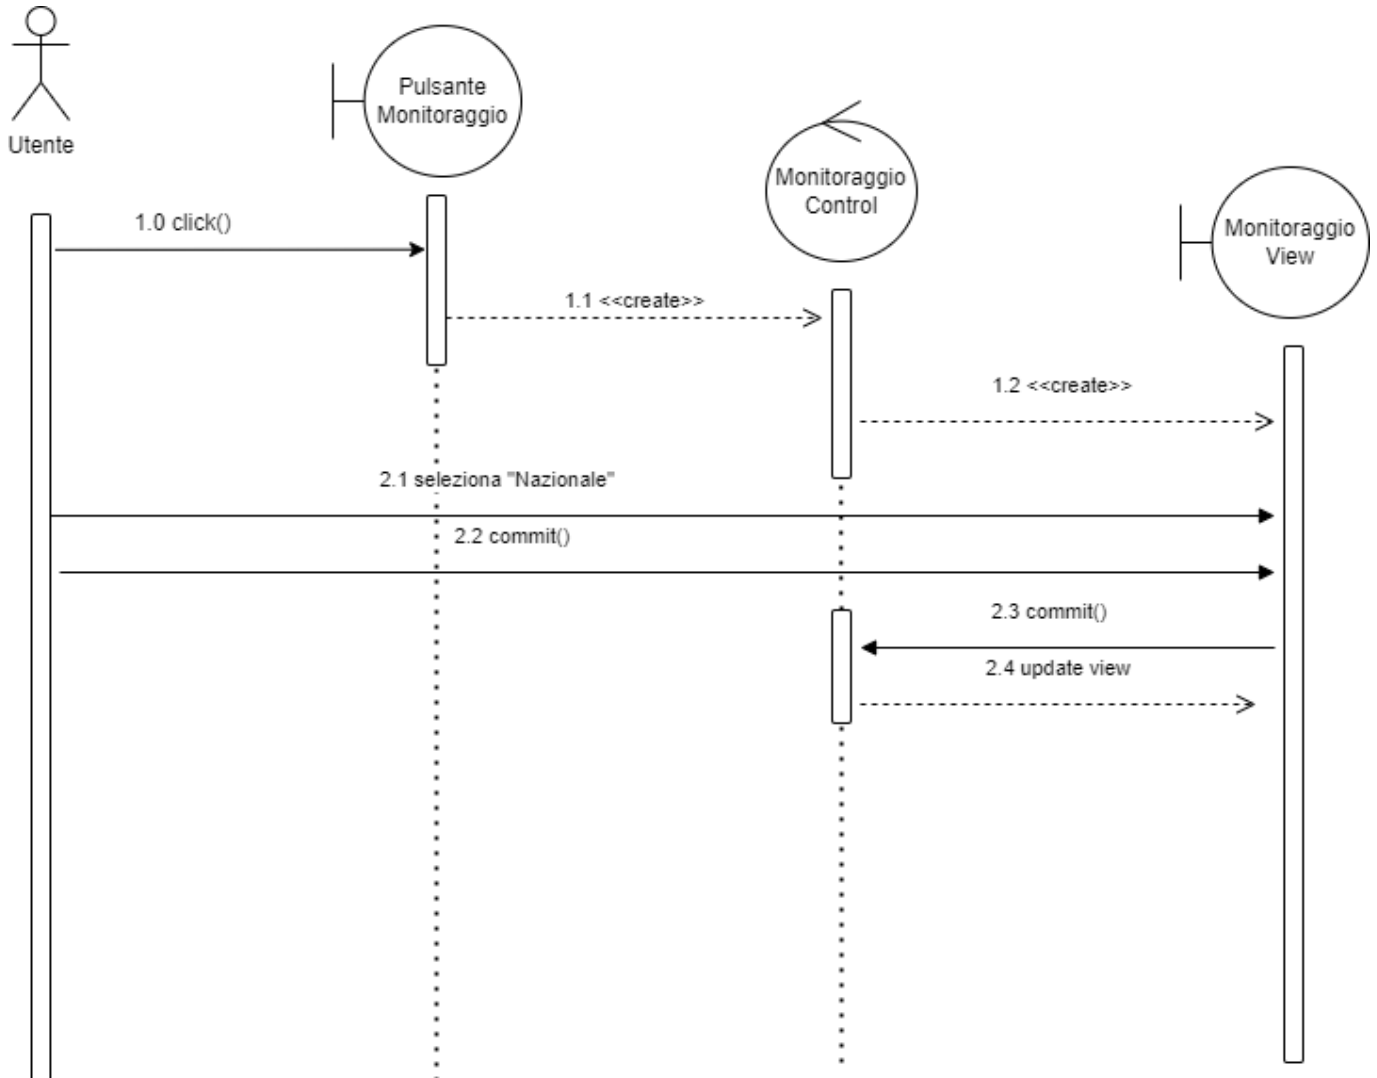 Utente
Pulsante
Monitoraggio
Monitoraggio
Control
Monitoraggio
View
1.0 click()
1.1 <<create>>
1.2 <<create>>
2.1 seleziona "Nazionale"
2.2 commit()
2.3 commit()
2.4 update view